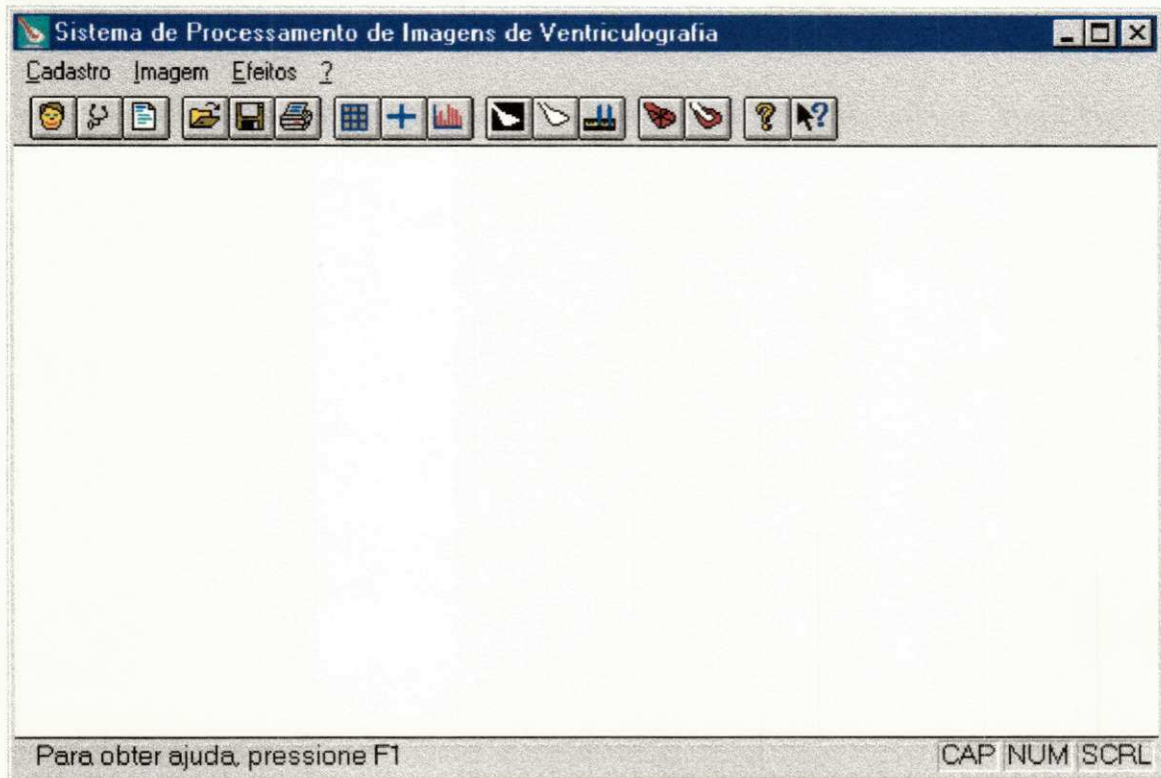 Sistema de Processamento de Imagens de Ventriculografia
Cadastro Imagem Efeitos ?
Para obter ajuda, pressione F1 CAP NUM SCRL